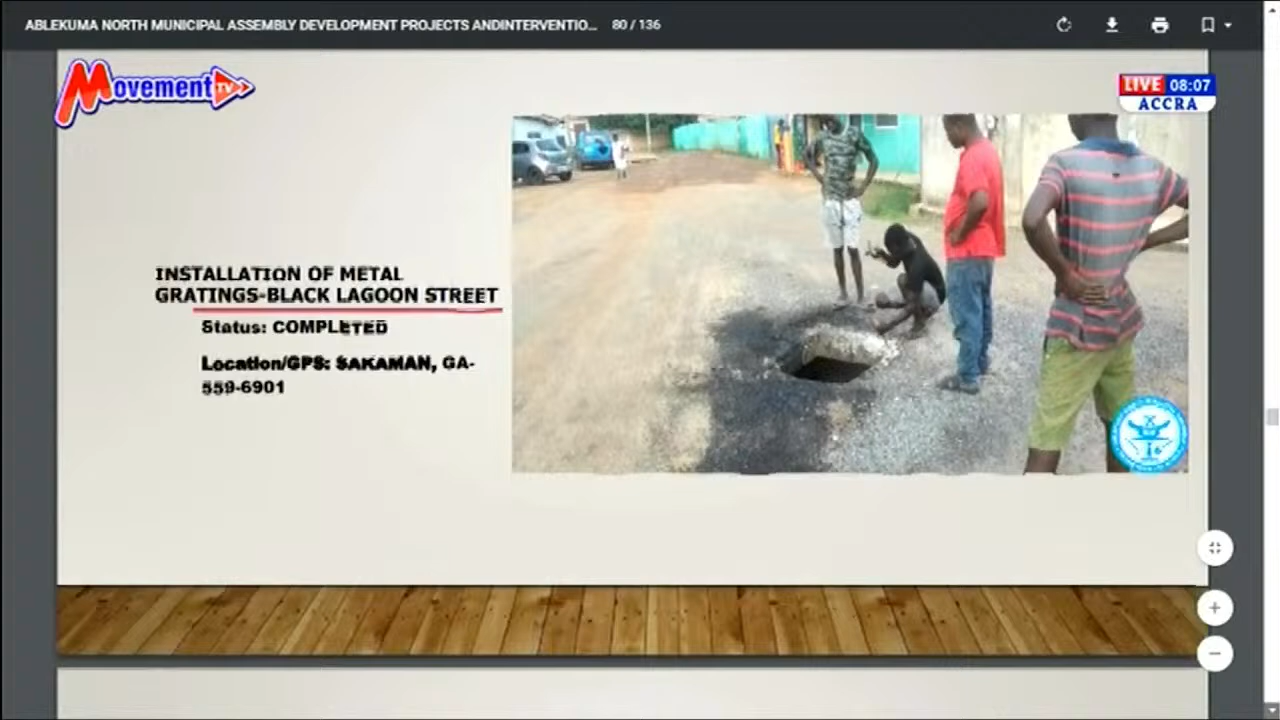 ABLEKUMA NORTH MUNICIPAL ASSEMBLY DEVELOPMENT PROJECTS ANDINTERVENTIO... 80 / 136
Movement TV
LIVE 08:07
ACCRA
INSTALLATION OF METAL
GRATINGS-BLACK LAGOON STREET
Status: COMPLETED
Location/GPS: SAKAMAN, GA-
559-6901